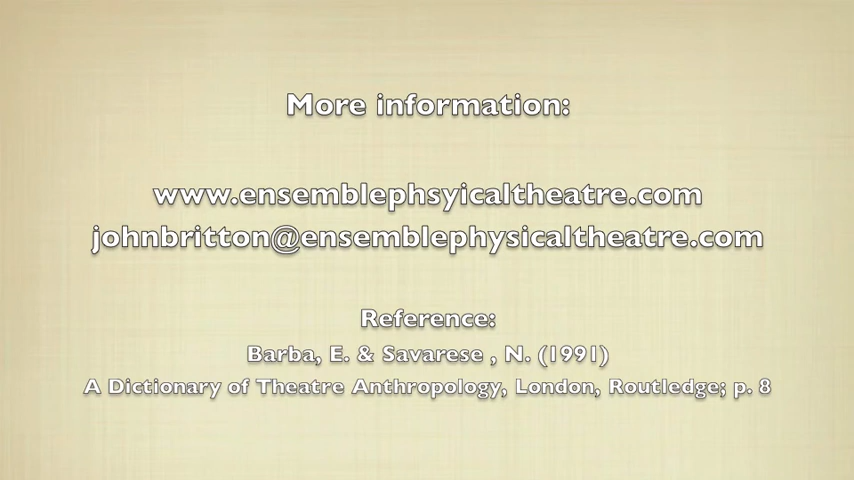 More information:
www.ensemblephsyicaltheatre.com
johnbritton@ensemblephysicaltheatre.com
Reference:
Barba, E. & Savarese , N. (1991)
A Dictionary of Theatre Anthropology, London, Routledge; p. 8